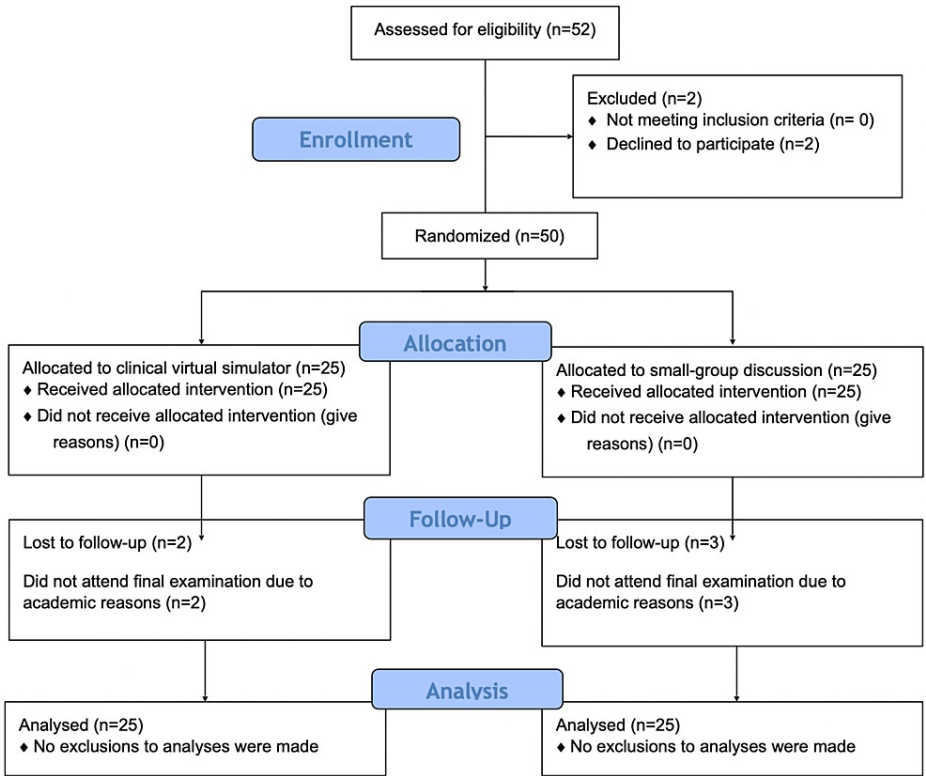 Assessed for eligibility (n=52)
Excluded (n=2)
♦ Not meeting inclusion criteria (n= 0)
♦ Declined to participate (n=2)
Enrollment
Randomized (n=50)
Allocation
Allocated to clinical virtual simulator (n=25)
♦ Received allocated intervention (n=25)
♦ Did not receive allocated intervention (give
reasons) (n=0)
Allocated to small-group discussion (n=25)
♦ Received allocated intervention (n=25)
♦ Did not receive allocated intervention (give
reasons) (n=0)
Follow-Up
Lost to follow-up (n=2)
Did not attend final examination due to
academic reasons (n=2)
Lost to follow-up (n=3)
Did not attend final examination due to
academic reasons (n=3)
Analysis
Analysed (n=25)
♦ No exclusions to analyses were made
Analysed (n=25)
♦ No exclusions to analyses were made